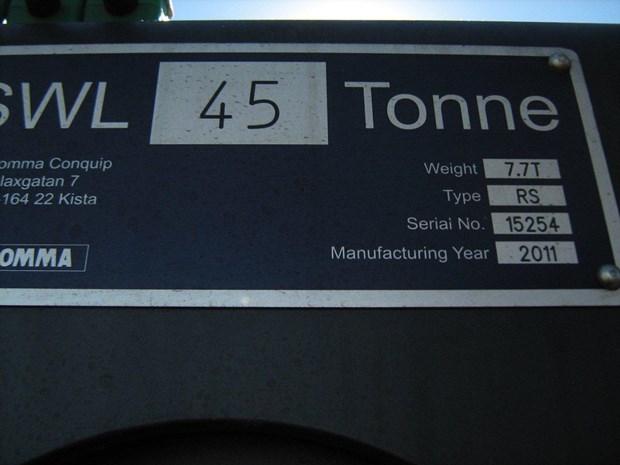 SWL 45 Tonne
omma Conquip
laxgatan 7
-164 22 Kista
OMMA
Weight 7.7T
Type RS
Serial No. 15254
Manufacturing Year 2011